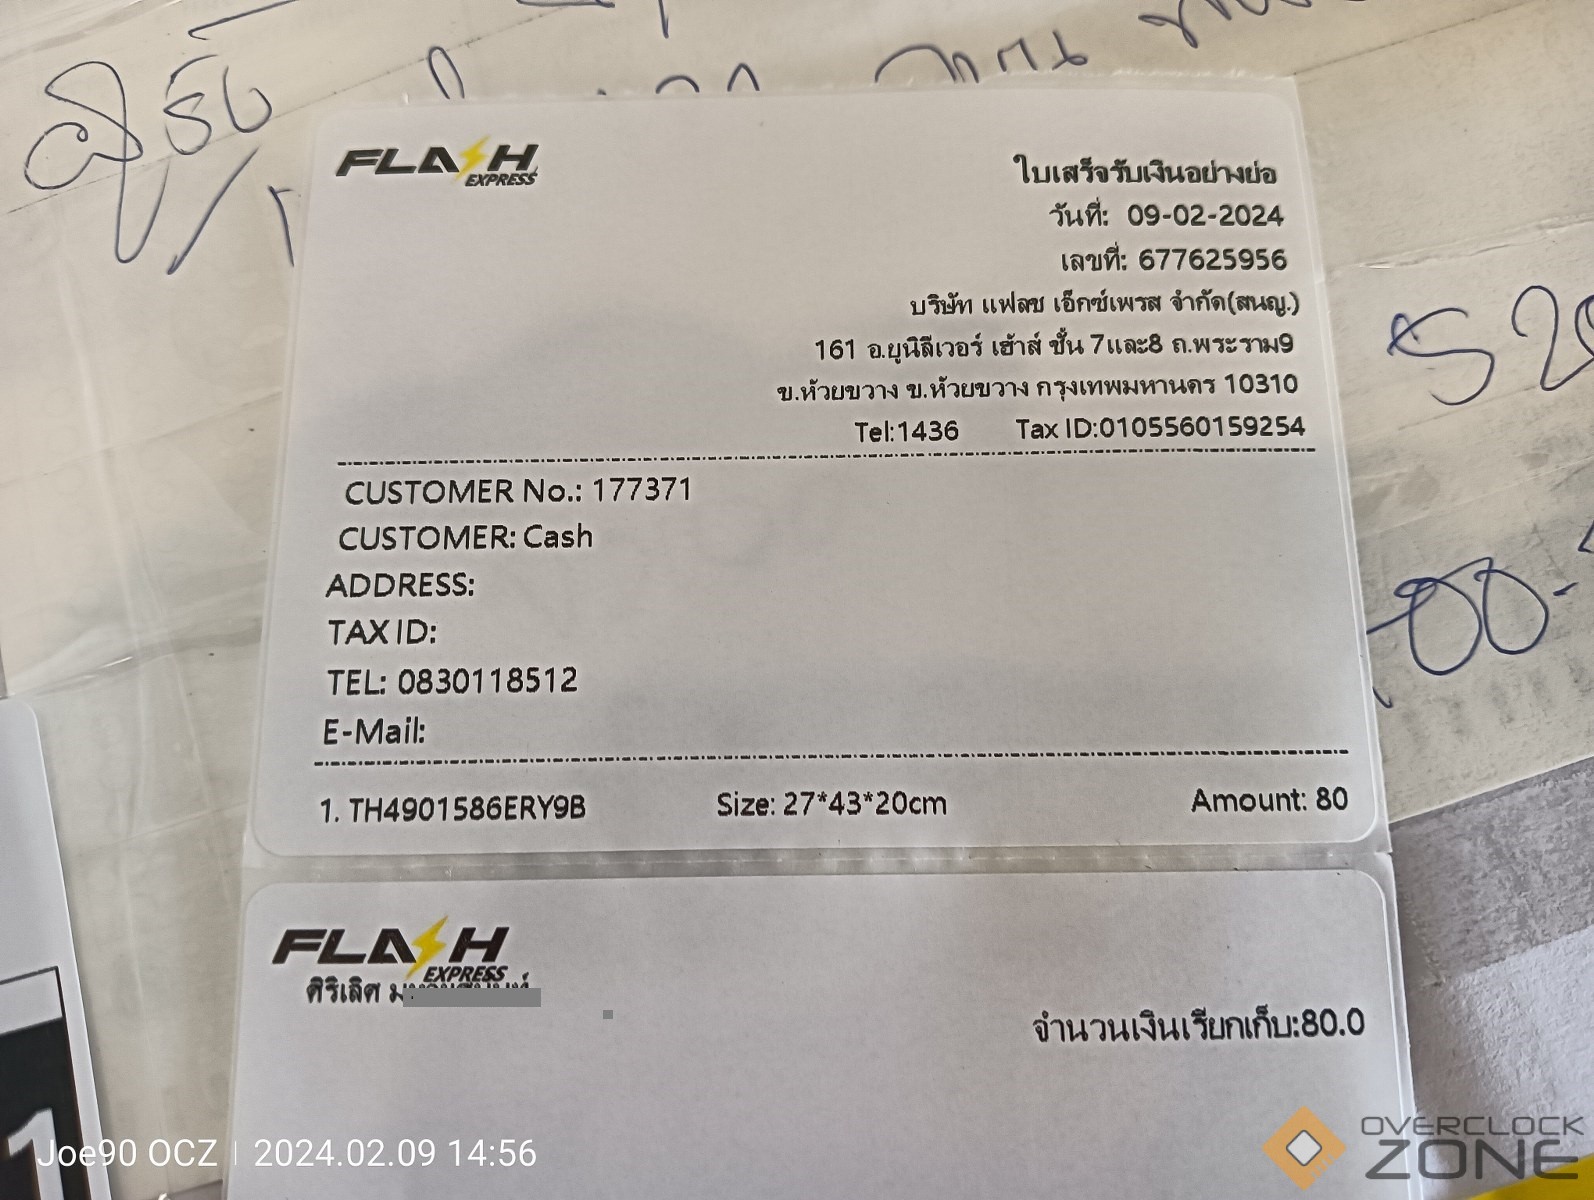 ผู้รับ
FLASH EXPRESS
ใบเสร็จรับเงินอย่างย่อ
วันที่: 09-02-2024
เลขที่: 677625956
บริษัท แฟลช เอ็กซ์เพรส จำกัด(สนญ.)
161 อ.ยูนิลีเวอร์ เฮ้าส์ ชั้น 7และ8 ถ.พระราม9
ข.ห้วยขวาง ข.ห้วยขวาง กรุงเทพมหานคร 10310
Tel:1436 Tax ID:0105560159254
CUSTOMER No.: 177371
CUSTOMER: Cash
ADDRESS:
TAX ID:
TEL: 0830118512
E-Mail:
1. TH4901586ERY9B Size: 27*43*20cm Amount: 80
FLASH EXPRESS
ศิริเลิศ
จำนวนเงินเรียกเก็บ:80.0
1
Joe90 OCZ | 2024.02.09 14:56
OVERCLOCK
ZONE